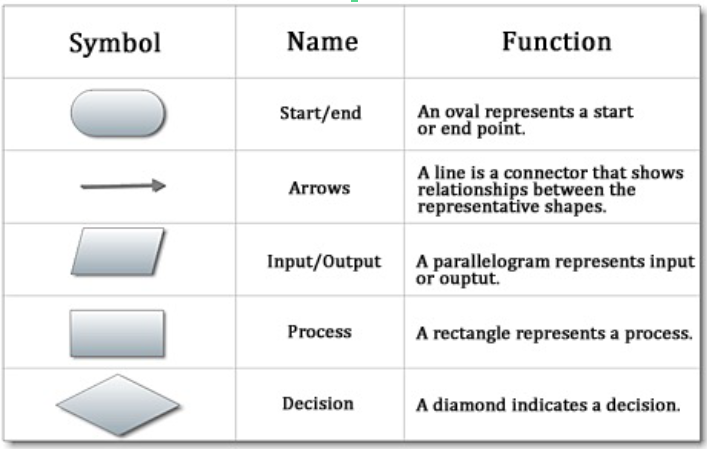 Symbol Name Function
Start/end An oval represents a start
or end point.
Arrows A line is a connector that shows
relationships between the
representative shapes.
Input/Output A parallelogram represents input
or ouptut.
Process A rectangle represents a process.
Decision A diamond indicates a decision.